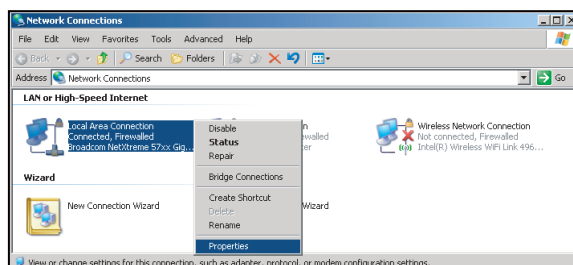 Network Connections
File Edit View Favorites Tools Advanced Help
Back Search Folders
Address Network Connections Go
LAN or High-Speed Internet
Local Area Connection
Connected, Firewalled
Broadcom NetXtreme 57xx Gig...
Disable
Status
Repair
Bridge Connections
Create Shortcut
Delete
Rename
Properties
Wireless Network Connection
Not connected, Firewalled
Intel(R) Wireless WiFi Link 496...
Wizard
New Connection Wizard
Wizard
View or change settings for this connection, such as adapter, protocol, or modem configuration settings.